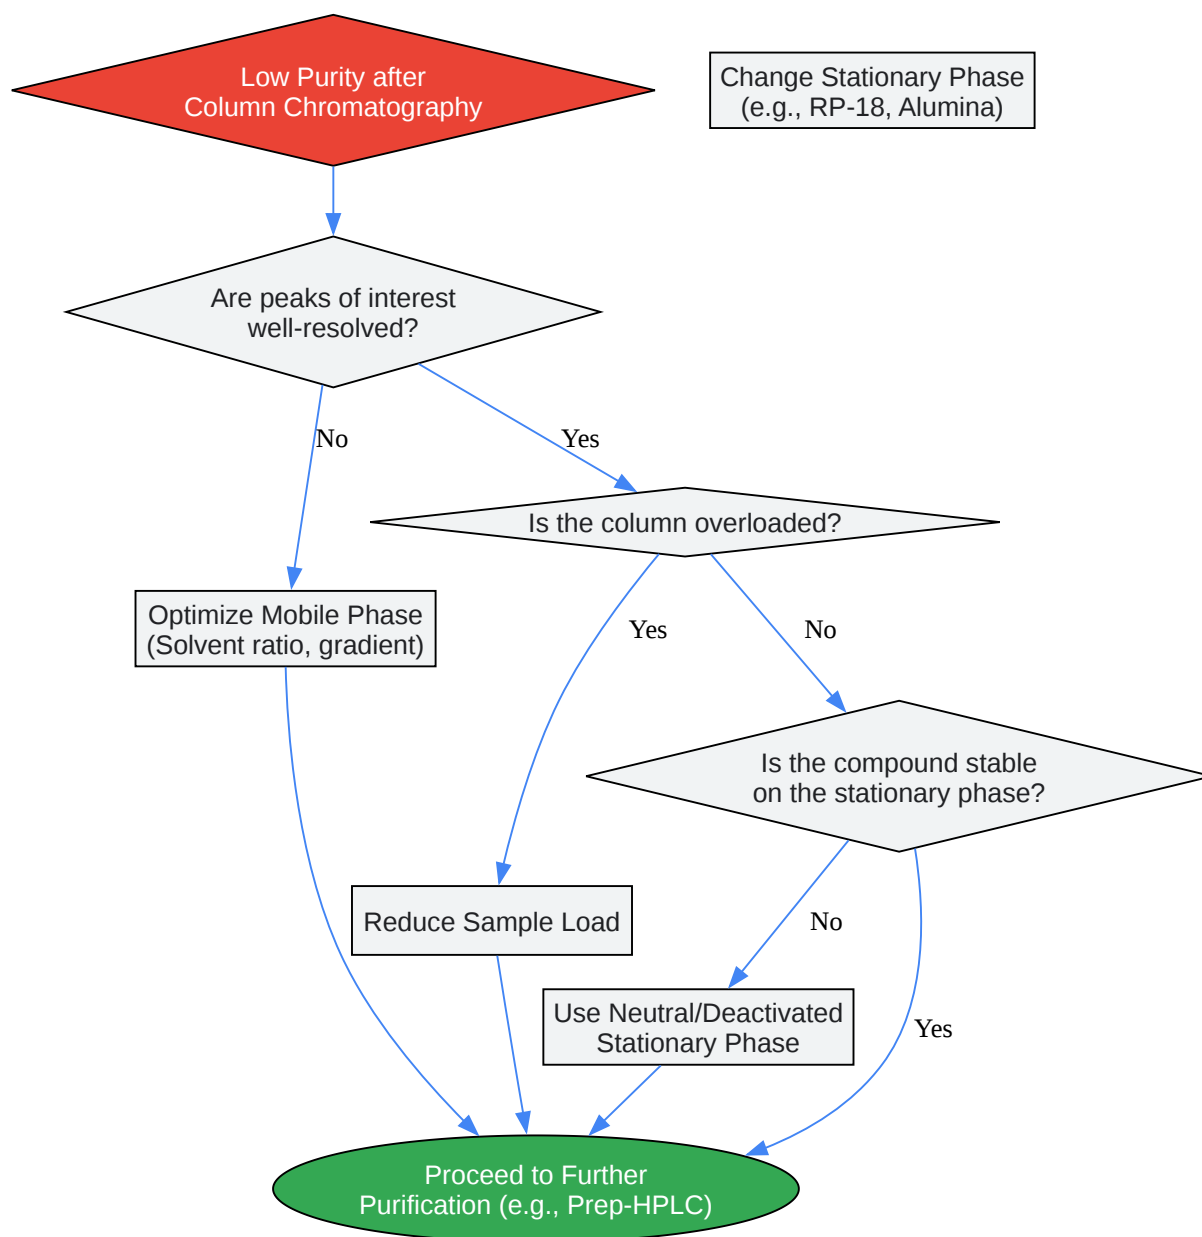 Low Purity after
Column Chromatography
Change Stationary Phase
(e.g., RP-18, Alumina)
Are peaks of interest
well-resolved?
No
Yes
Is the column overloaded?
Optimize Mobile Phase
(Solvent ratio, gradient)
Yes
No
Is the compound stable
on the stationary phase?
Reduce Sample Load
No
Use Neutral/Deactivated
Stationary Phase
Yes
Proceed to Further
Purification (e.g., Prep-HPLC)